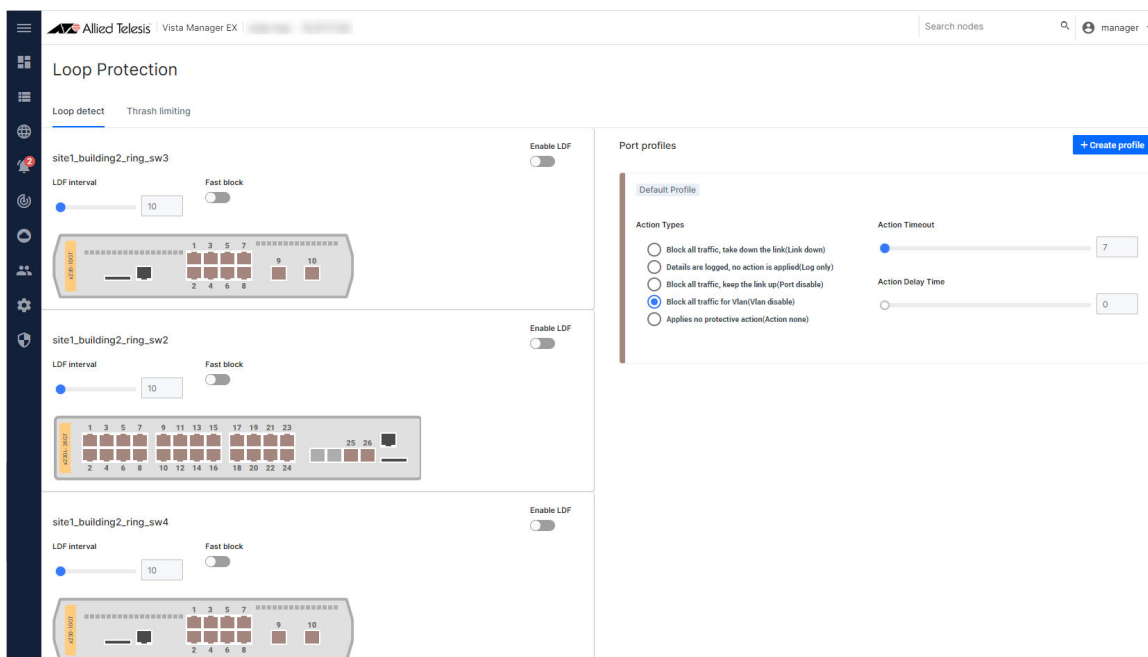 Allied Telesis Vista Manager EX
Search nodes
manager
2
Loop Protection
Loop detect Thrash limiting
site1_building2_ring_sw3
Enable LDF
LDF interval Fast block
10
1 3 5 7
9 10
2 4 6 8
x230-10GT
site1_building2_ring_sw2
Enable LDF
LDF interval Fast block
10
1 3 5 7 9 11 13 15 17 19 21 23
25 26
2 4 6 8 10 12 14 16 18 20 22 24
site1_building2_ring_sw4
Enable LDF
LDF interval Fast block
10
1 3 5 7
9 10
2 4 6 8
x230-10GT
Port profiles
+ Create profile
Default Profile
Action Types
Block all traffic, take down the link(Link down)
Details are logged, no action is applied(Log only)
Block all traffic, keep the link up(Port disable)
Block all traffic for Vlan(Vlan disable)
Applies no protective action(Action none)
Action Timeout
7
Action Delay Time
0